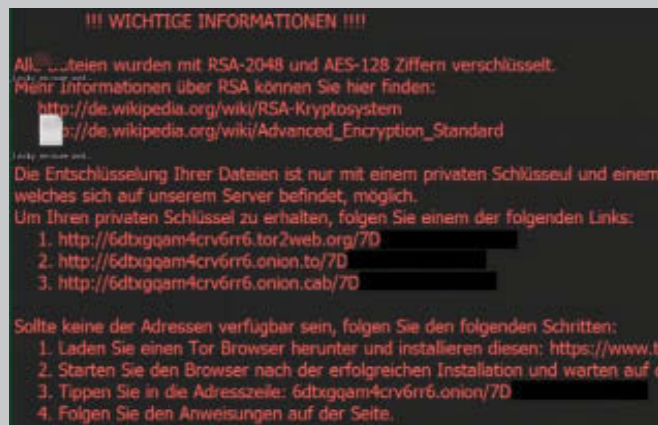 !!! WICHTIGE INFORMATIONEN !!!!
Alle Dateien wurden mit RSA-2048 und AES-128 Ziffern verschlüsselt.
Mehr Informationen über RSA können Sie hier finden:
http://de.wikipedia.org/wiki/RSA-Kryptosystem
p://de.wikipedia.org/wiki/Advanced_Encryption_Standard
Die Entschlüsselung Ihrer Dateien ist nur mit einem privaten Schlüsseul und einem
welches sich auf unserem Server befindet, möglich.
Um Ihren privaten Schlüssel zu erhalten, folgen Sie einem der folgenden Links:
1. http://6dtxgqam4crv6rr6.tor2web.org/7D
2. http://6dtxgqam4crv6rr6.onion.to/7D
3. http://6dtxgqam4crv6rr6.onion.cab/7D
Sollte keine der Adressen verfügbar sein, folgen Sie den folgenden Schritten:
1. Laden Sie einen Tor Browser herunter und installieren diesen: https://www.t
2. Starten Sie den Browser nach der erfolgreichen Installation und warten auf
3. Tippen Sie in die Adresszeile: 6dtxgqam4crv6rr6.onion/7D
4. Folgen Sie den Anweisungen auf der Seite.